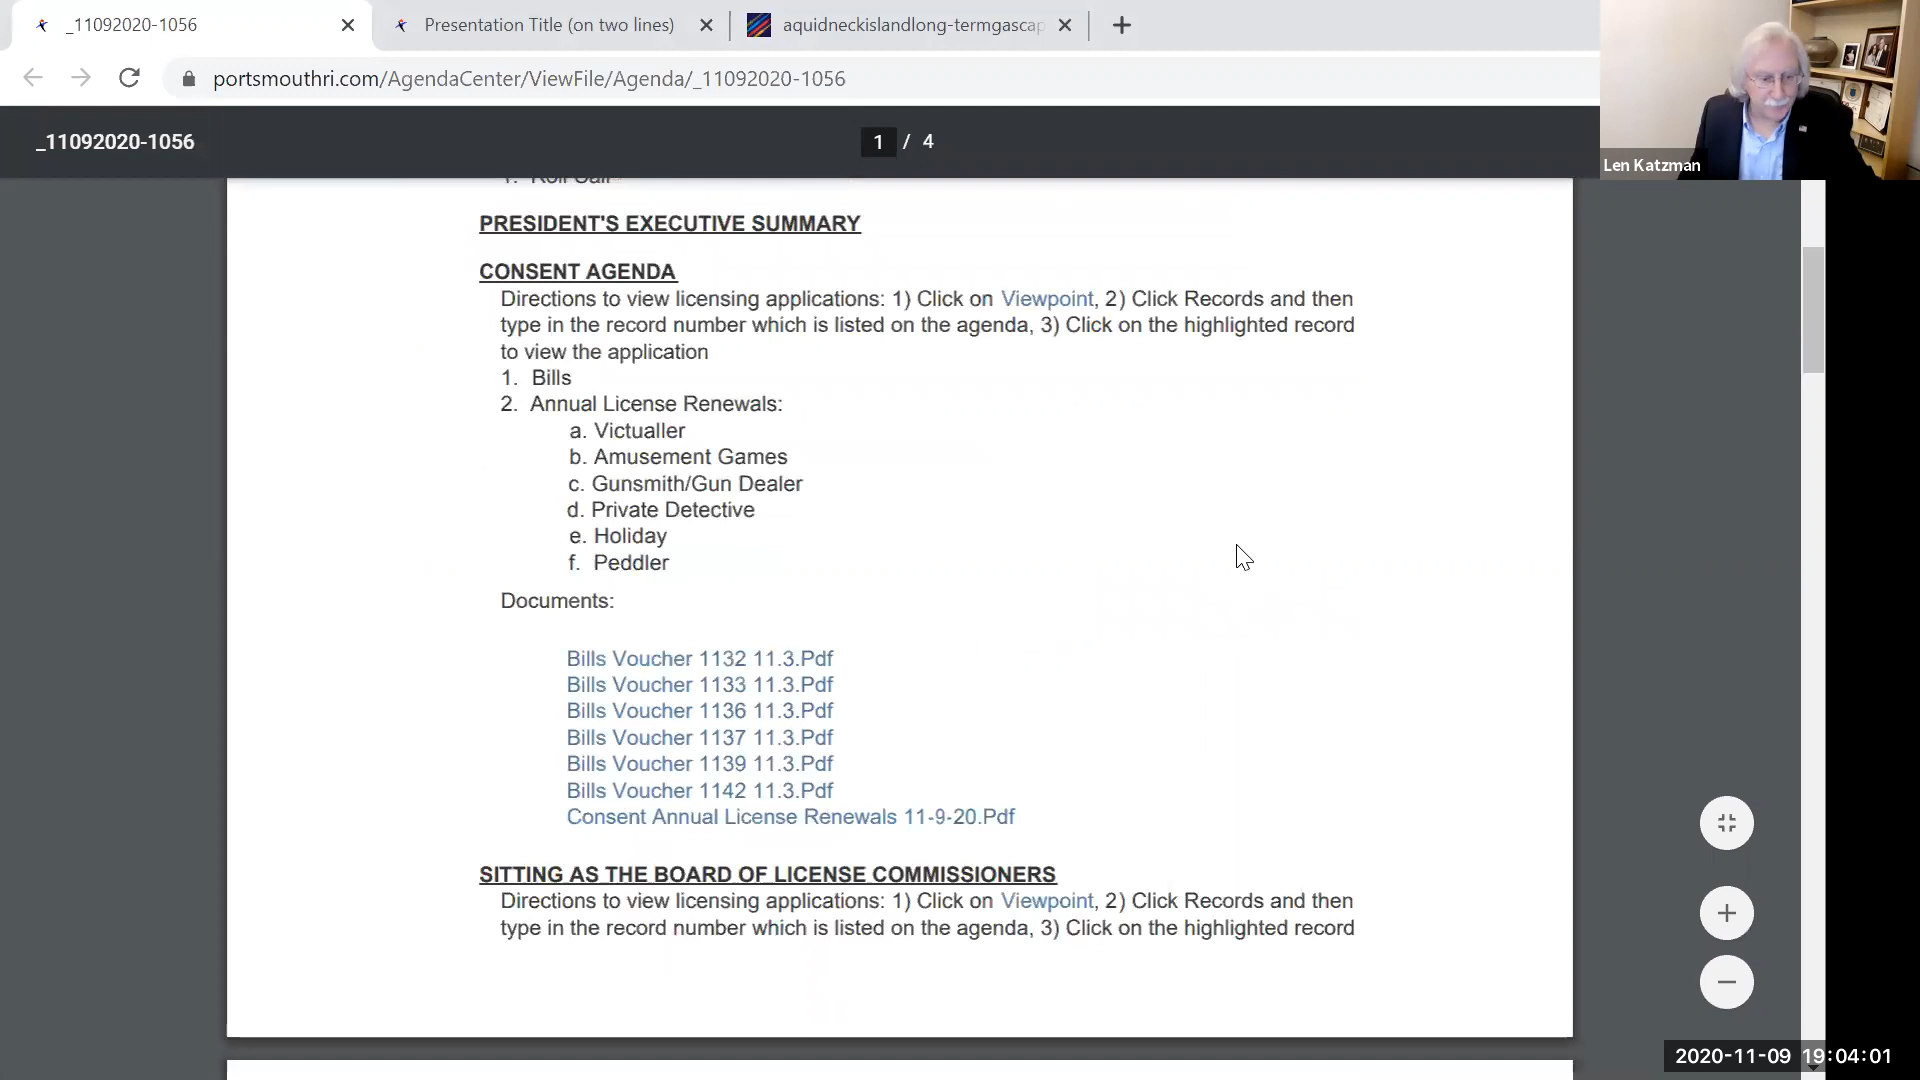 _11092020-1056
Presentation Title (on two lines)
aquidneckislandlong-termgascap
portsmouthri.com/AgendaCenter/ViewFile/Agenda/_11092020-1056
_11092020-1056
1 / 4
Len Katzman
1. Roll Call
PRESIDENT'S EXECUTIVE SUMMARY
CONSENT AGENDA
Directions to view licensing applications: 1) Click on Viewpoint, 2) Click Records and then
type in the record number which is listed on the agenda, 3) Click on the highlighted record
to view the application
1. Bills
2. Annual License Renewals:
a. Victualler
b. Amusement Games
c. Gunsmith/Gun Dealer
d. Private Detective
e. Holiday
f. Peddler
Documents:
Bills Voucher 1132 11.3.Pdf
Bills Voucher 1133 11.3.Pdf
Bills Voucher 1136 11.3.Pdf
Bills Voucher 1137 11.3.Pdf
Bills Voucher 1139 11.3.Pdf
Bills Voucher 1142 11.3.Pdf
Consent Annual License Renewals 11-9-20.Pdf
SITTING AS THE BOARD OF LICENSE COMMISSIONERS
Directions to view licensing applications: 1) Click on Viewpoint, 2) Click Records and then
type in the record number which is listed on the agenda, 3) Click on the highlighted record
2020-11-09 19:04:01